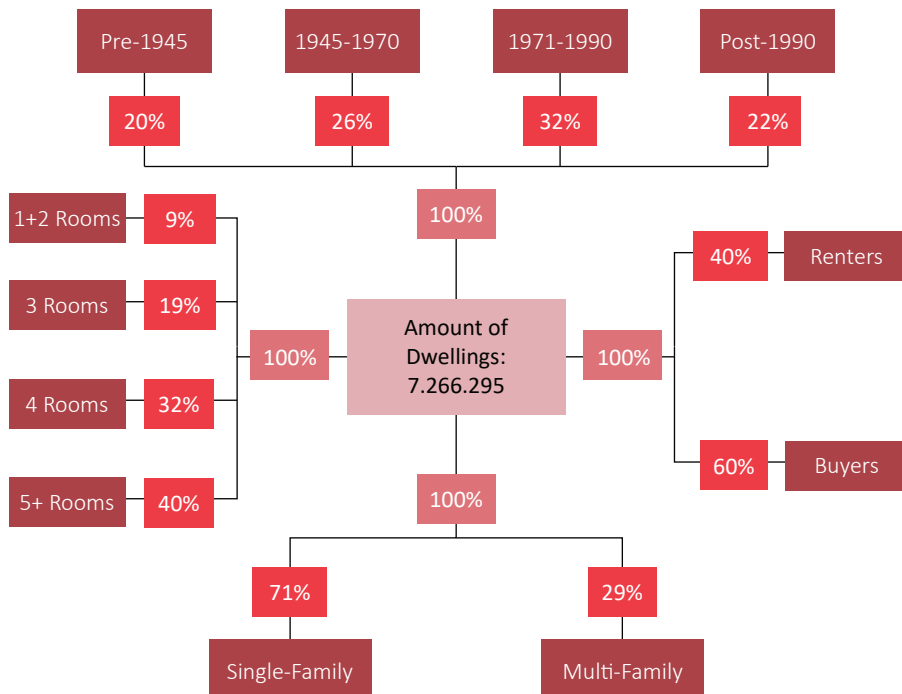 Pre-1945
1945-1970
1971-1990
Post-1990
20%
26%
32%
22%
100%
1+2 Rooms
9%
3 Rooms
19%
4 Rooms
32%
5+ Rooms
40%
100%
Amount of
Dwellings:
7.266.295
100%
40%
Renters
60%
Buyers
100%
71%
29%
Single-Family
Multi-Family